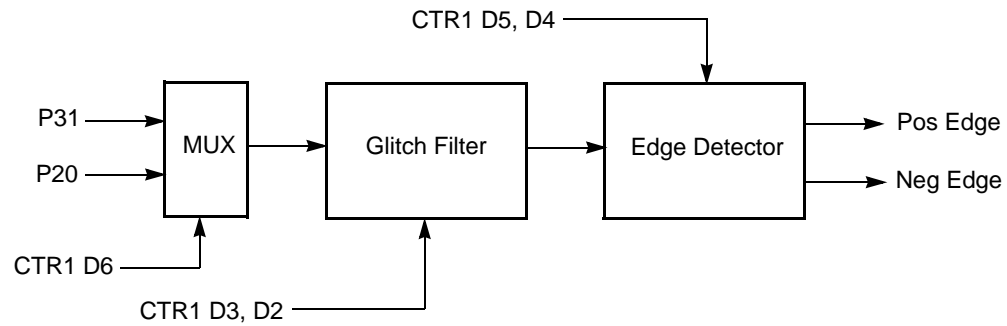 CTR1 D5, D4
P31
P20
MUX
Glitch Filter
Edge Detector
Pos Edge
Neg Edge
CTR1 D6
CTR1 D3, D2